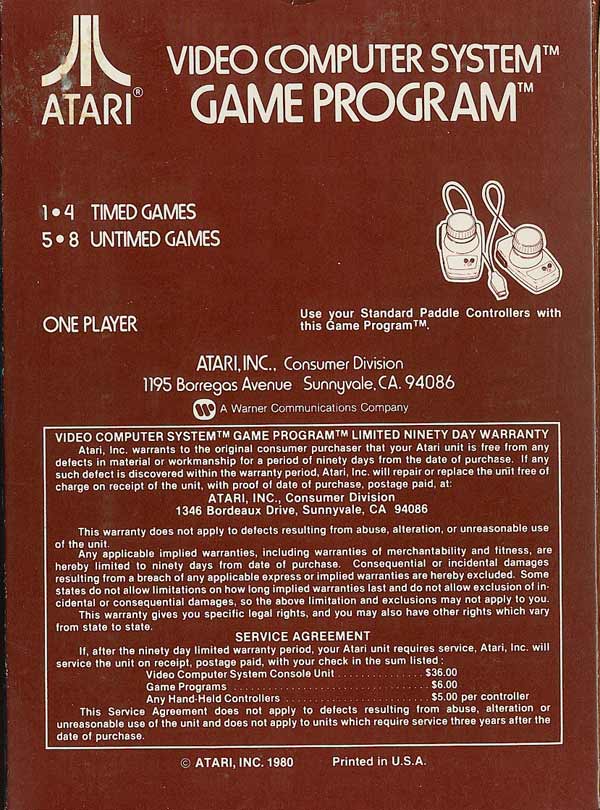 ATARI®
VIDEO COMPUTER SYSTEM™
GAME PROGRAM™
1•4 TIMED GAMES
5•8 UNTIMED GAMES
ONE PLAYER
Use your Standard Paddle Controllers with
this Game Program™.
ATARI, INC., Consumer Division
1195 Borregas Avenue Sunnyvale, CA. 94086
A Warner Communications Company
VIDEO COMPUTER SYSTEM™ GAME PROGRAM™ LIMITED NINETY DAY WARRANTY
Atari, Inc. warrants to the original consumer purchaser that your Atari unit is free from any
defects in material or workmanship for a period of ninety days from the date of purchase. If any
such defect is discovered within the warranty period, Atari, Inc. will repair or replace the unit free of
charge on receipt of the unit, with proof of date of purchase, postage paid, at:
ATARI, INC., Consumer Division
1346 Bordeaux Drive, Sunnyvale, CA 94086
This warranty does not apply to defects resulting from abuse, alteration, or unreasonable use
of the unit.
Any applicable implied warranties, including warranties of merchantability and fitness, are
hereby limited to ninety days from date of purchase. Consequential or incidental damages
resulting from a breach of any applicable express or implied warranties are hereby excluded. Some
states do not allow limitations on how long implied warranties last and do not allow exclusion of in-
cidental or consequential damages, so the above limitation and exclusions may not apply to you.
This warranty gives you specific legal rights, and you may also have other rights which vary
from state to state.
SERVICE AGREEMENT
If, after the ninety day limited warranty period, your Atari unit requires service, Atari, Inc. will
service the unit on receipt, postage paid, with your check in the sum listed:
Video Computer System Console Unit . . . . . . . . . . . . . . $36.00
Game Programs . . . . . . . . . . . . . . . . . . . . . . . . . . . . . $6.00
Any Hand-Held Controllers . . . . . . . . . . . . . . . . . . . . . $5.00 per controller
This Service Agreement does not apply to defects resulting from abuse, alteration or
unreasonable use of the unit and does not apply to units which require service three years after the
date of purchase.
© ATARI, INC. 1980 Printed in U.S.A.